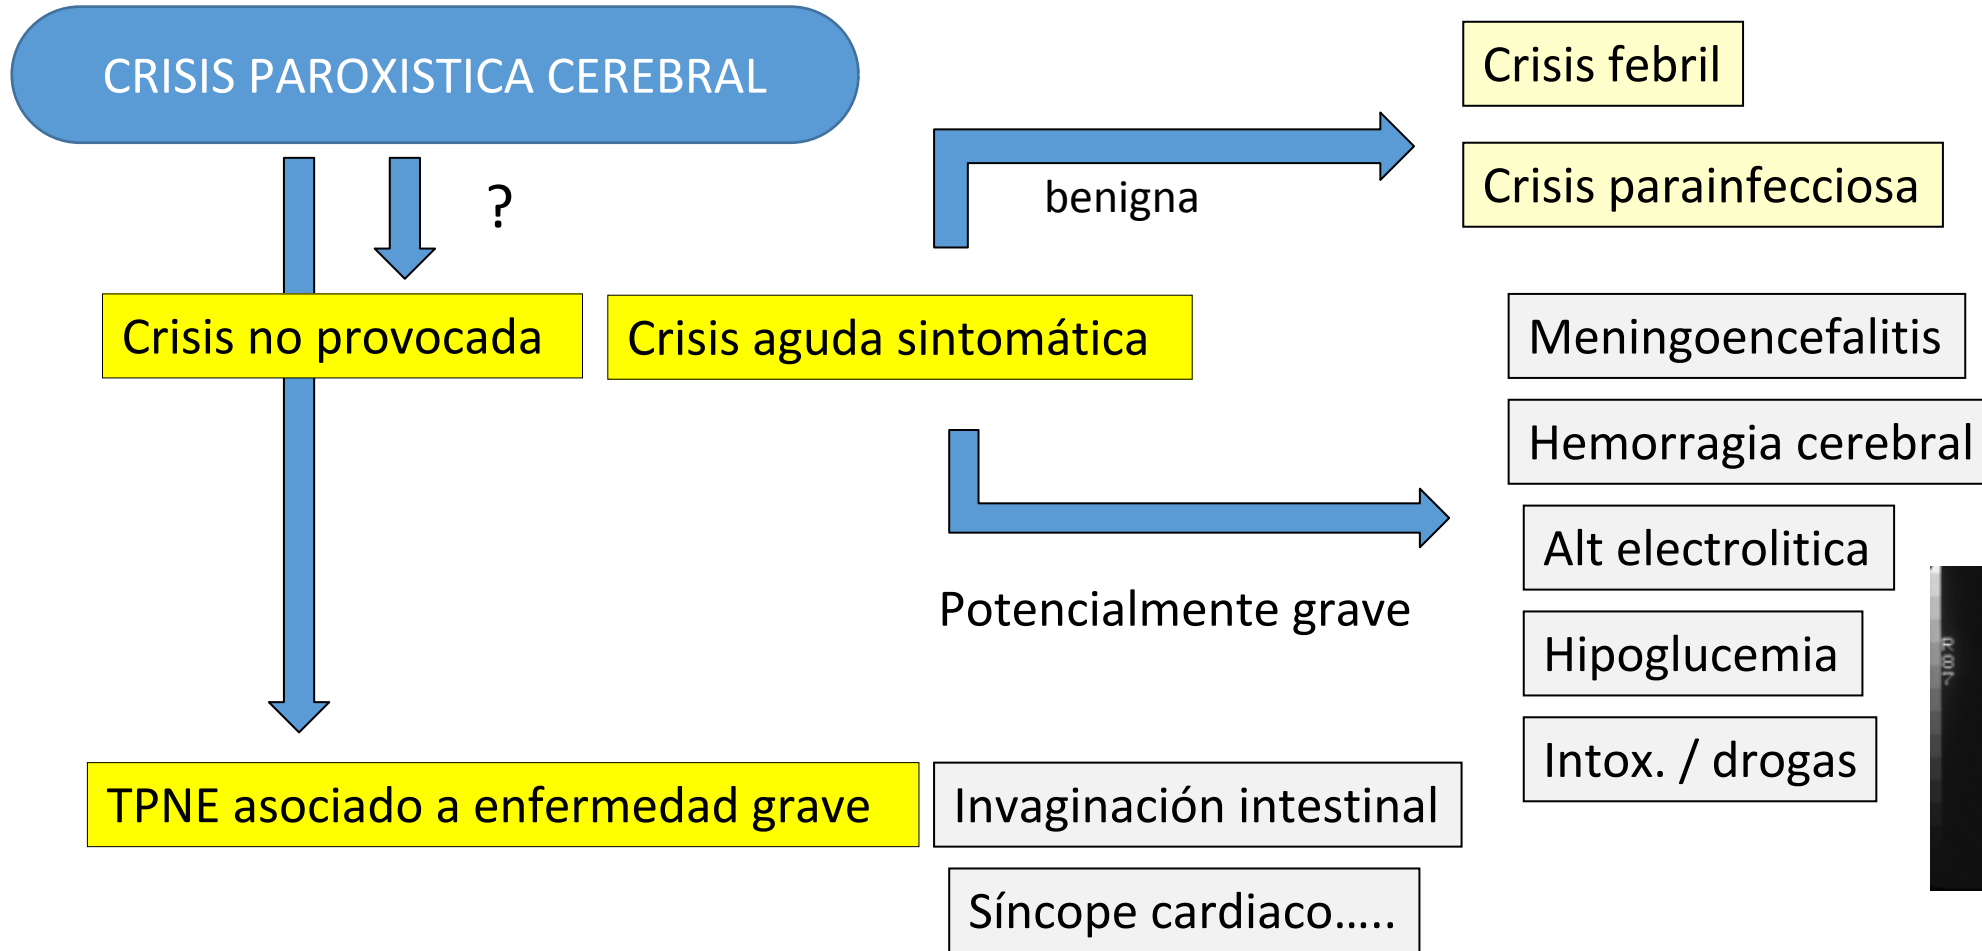 CRISIS PAROXISTICA CEREBRAL
?
benigna
Crisis febril
Crisis parainfecciosa
Crisis no provocada
Crisis aguda sintomática
Meningoencefalitis
Hemorragia cerebral
Alt electrolitica
Potencialmente grave
Hipoglucemia
Intox. / drogas
TPNE asociado a enfermedad grave
Invaginación intestinal
Síncope cardiaco.....